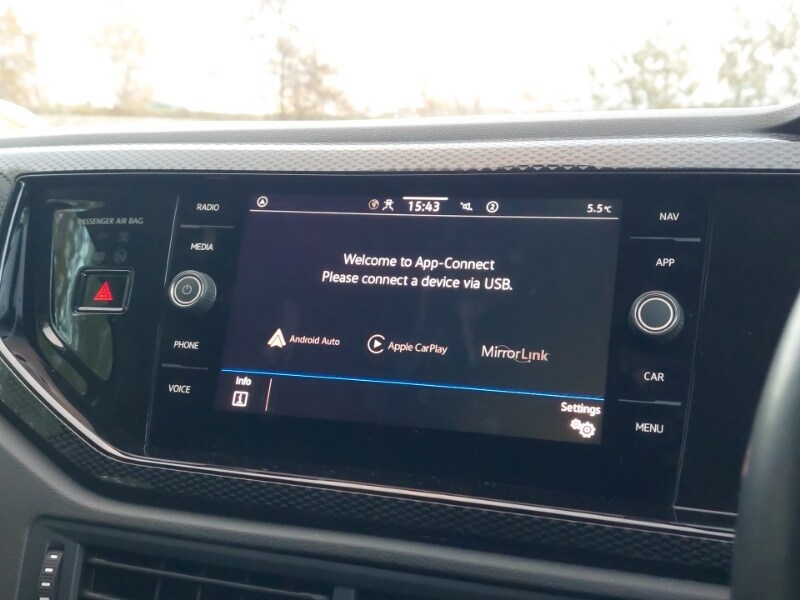 PASSENGER AIR BAG
RADIO
MEDIA
PHONE
VOICE
15:43
2
5.5°C
Welcome to App-Connect
Please connect a device via USB.
Android Auto
Apple CarPlay
MirrorLink
Info
i
Settings
NAV
APP
CAR
MENU